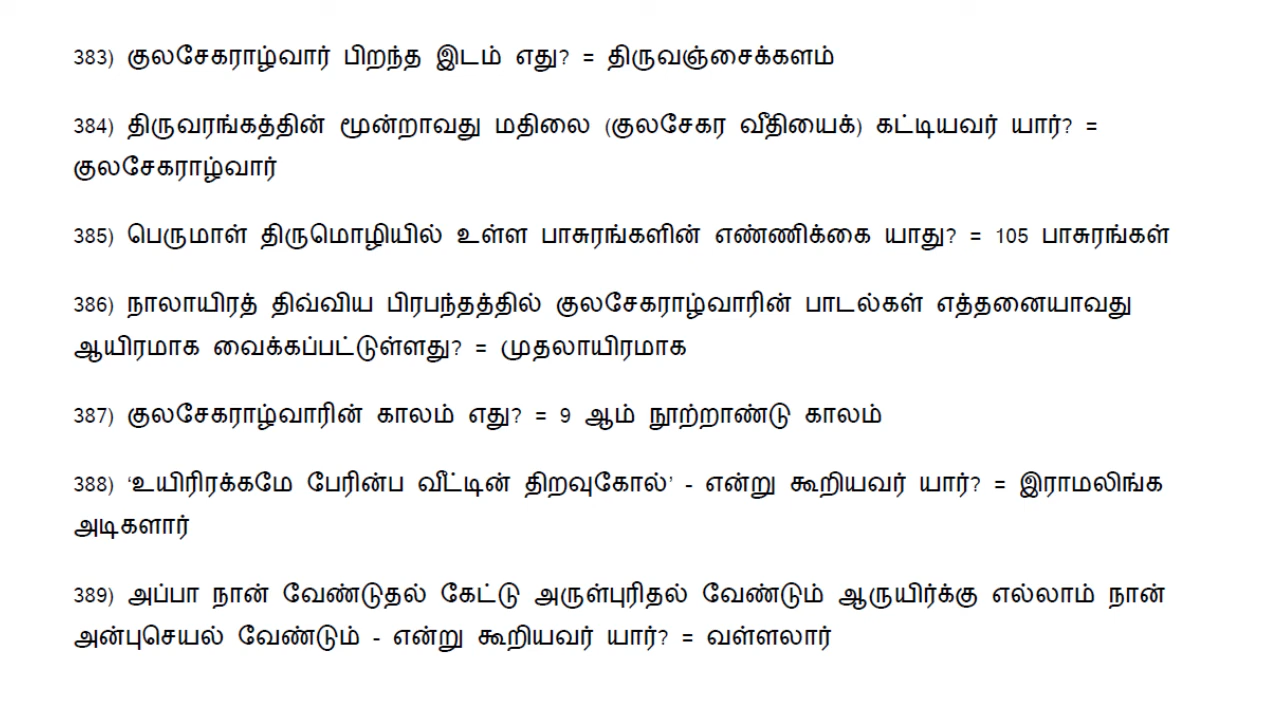 383) குலசேகராழ்வார் பிறந்த இடம் எது? = திருவஞ்சைக்களம்
384) திருவரங்கத்தின் மூன்றாவது மதிலை (குலசேகர வீதியைக்) கட்டியவர் யார்? =
குலசேகராழ்வார்
385) பெருமாள் திருமொழியில் உள்ள பாசுரங்களின் எண்ணிக்கை யாது? = 105 பாசுரங்கள்
386) நாலாயிரத் திவ்விய பிரபந்தத்தில் குலசேகராழ்வாரின் பாடல்கள் எத்தனையாவது
ஆயிரமாக வைக்கப்பட்டுள்ளது? = முதலாயிரமாக
387) குலசேகராழ்வாரின் காலம் எது? = 9 ஆம் நூற்றாண்டு காலம்
388) ‘உயிரிரக்கமே பேரின்ப வீட்டின் திறவுகோல்’ - என்று கூறியவர் யார்? = இராமலிங்க
அடிகளார்
389) அப்பா நான் வேண்டுதல் கேட்டு அருள்புரிதல் வேண்டும் ஆருயிர்க்கு எல்லாம் நான்
அன்புசெயல் வேண்டும் - என்று கூறியவர் யார்? = வள்ளலார்